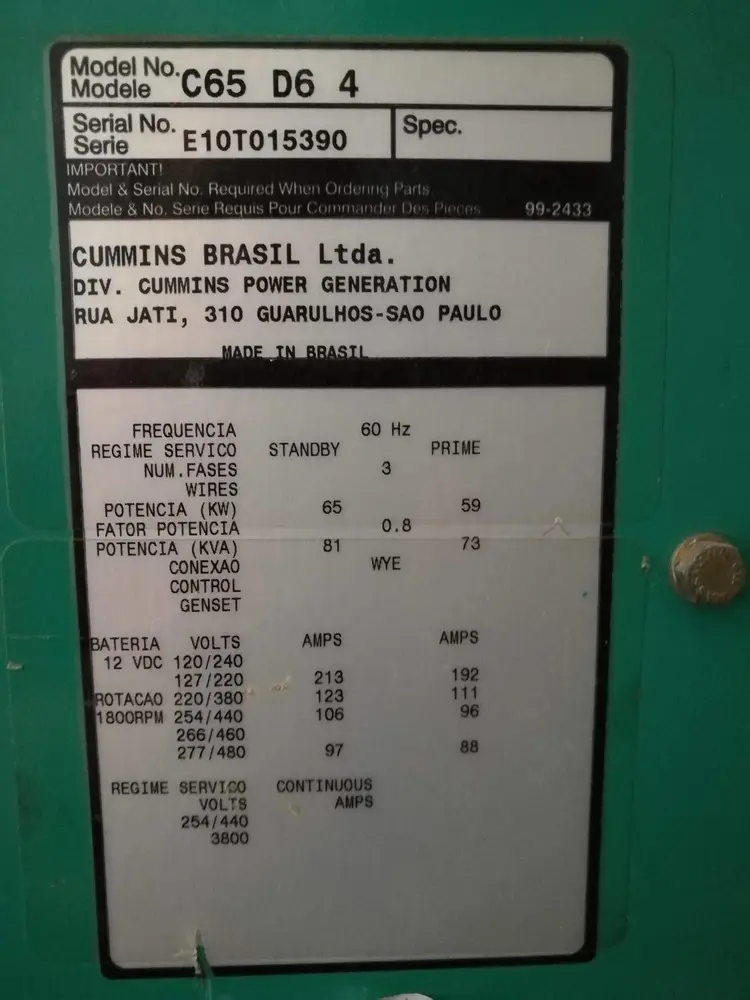 Model No.
Modele C65 D6 4
Serial No.
Serie E10T015390
Spec.
IMPORTANT!
Model & Serial No. Required When Ordering Parts
Modele & No. Serie Requis Pour Commander Des Pieces 99-2433
CUMMINS BRASIL Ltda.
DIV. CUMMINS POWER GENERATION
RUA JATI, 310 GUARULHOS-SAO PAULO
MADE IN BRASIL
FREQUENCIA 60 Hz
REGIME SERVICO STANDBY PRIME
NUM.FASES 3
WIRES
POTENCIA (KW) 65 59
FATOR POTENCIA 0.8
POTENCIA (KVA) 81 73
CONEXAO WYE
CONTROL
GENSET
BATERIA VOLTS AMPS AMPS
12 VDC 120/240
127/220 213 192
ROTACAO 220/380 123 111
1800RPM 254/440 106 96
266/460
277/480 97 88
REGIME SERVICO CONTINUOUS
VOLTS AMPS
254/440
3800